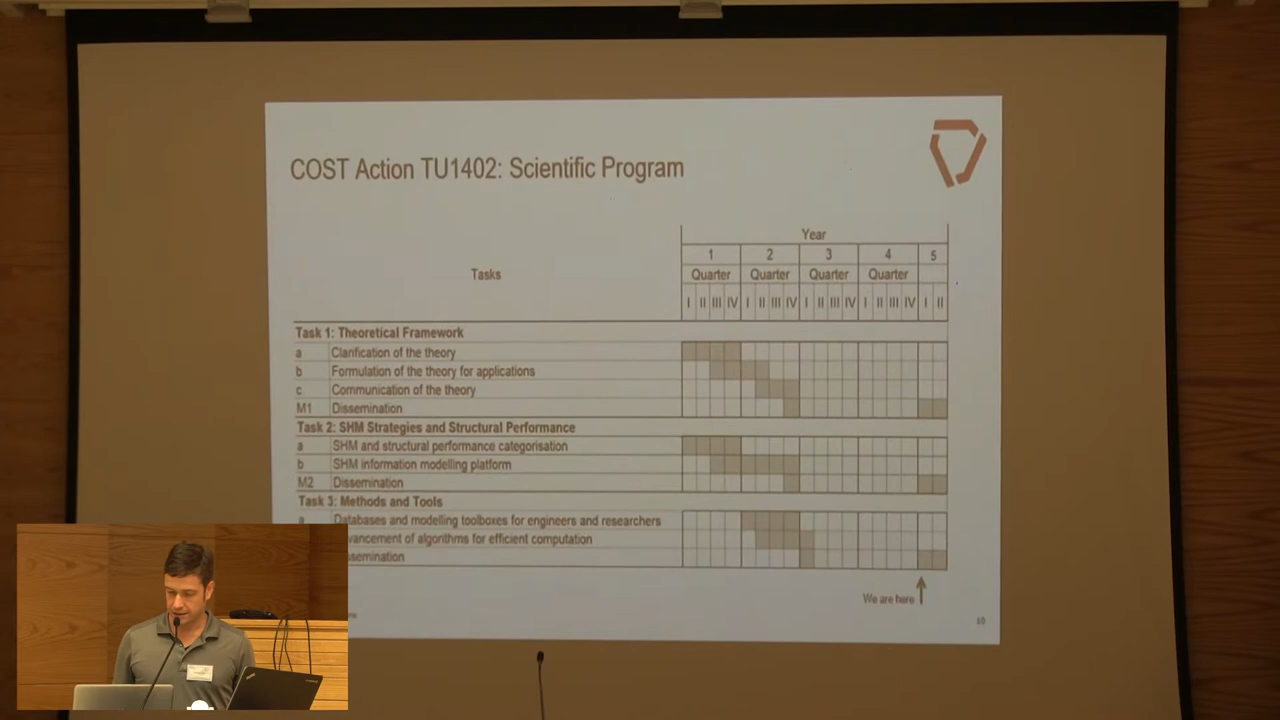 COST Action TU1402: Scientific Program
Year
Tasks
1 2 3 4 5
Quarter Quarter Quarter Quarter
I II III IV I II III IV I II III IV I II III IV I II
Task 1: Theoretical Framework
a Clarification of the theory
b Formulation of the theory for applications
c Communication of the theory
M1 Dissemination
Task 2: SHM Strategies and Structural Performance
a SHM and structural performance categorisation
b SHM information modelling platform
M2 Dissemination
Task 3: Methods and Tools
a Databases and modelling toolboxes for engineers and researchers
vancement of algorithms for efficient computation
ssemination
We are here